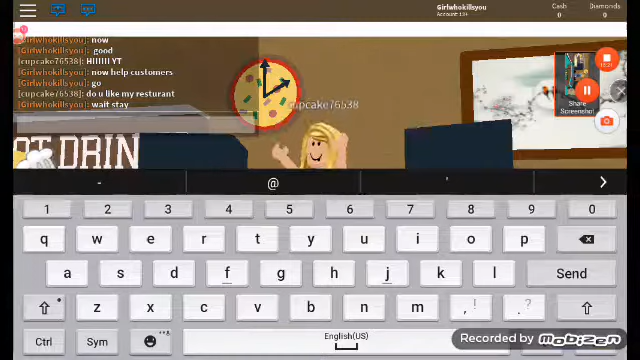 Girlwhokillsyou
Account: 13+
Cash
0
Diamonds
0
[Girlwhokillsyou]: now
[Girlwhokillsyou]: good
[cupcake76538]: HIIIIII YT
[Girlwhokillsyou]: now help customers
[Girlwhokillsyou]: go
[cupcake76538]: do u like my resturant
[Girlwhokillsyou]: wait stay
cupcake76538
Share
Screenshot!
OT DRIN
- @ '
1 2 3 4 5 6 7 8 9 0
q w e r t y u i o p
a s d f g h j k l Send
z x c v b n m , ! . ?
Ctrl Sym English(US)
Recorded by MOBIZEN